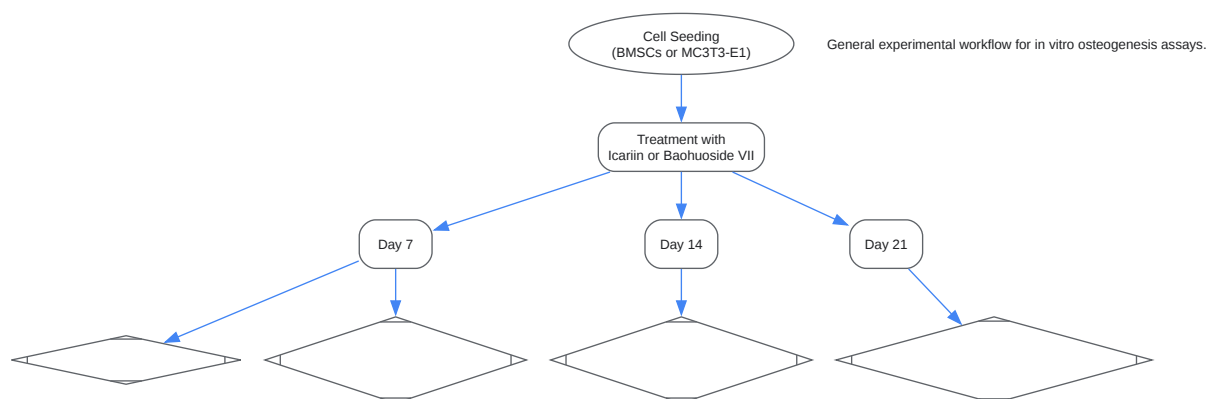 Cell Seeding
(BMSCs or MC3T3-E1)
General experimental workflow for in vitro osteogenesis assays.
Treatment with
Icariin or Baohuoside VII
Day 7
Day 14
Day 21